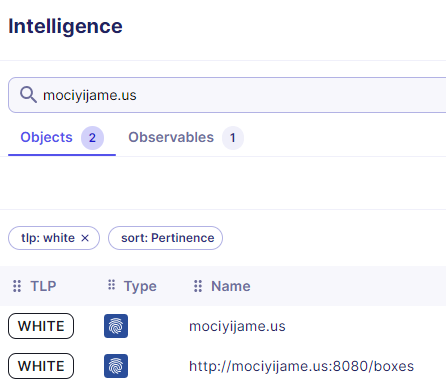 Intelligence
mociyijame.us
Objects 2 Observables 1
tlp: white × sort: Pertinence
TLP Type Name
WHITE mociyijame.us
WHITE http://mociyijame.us:8080/boxes